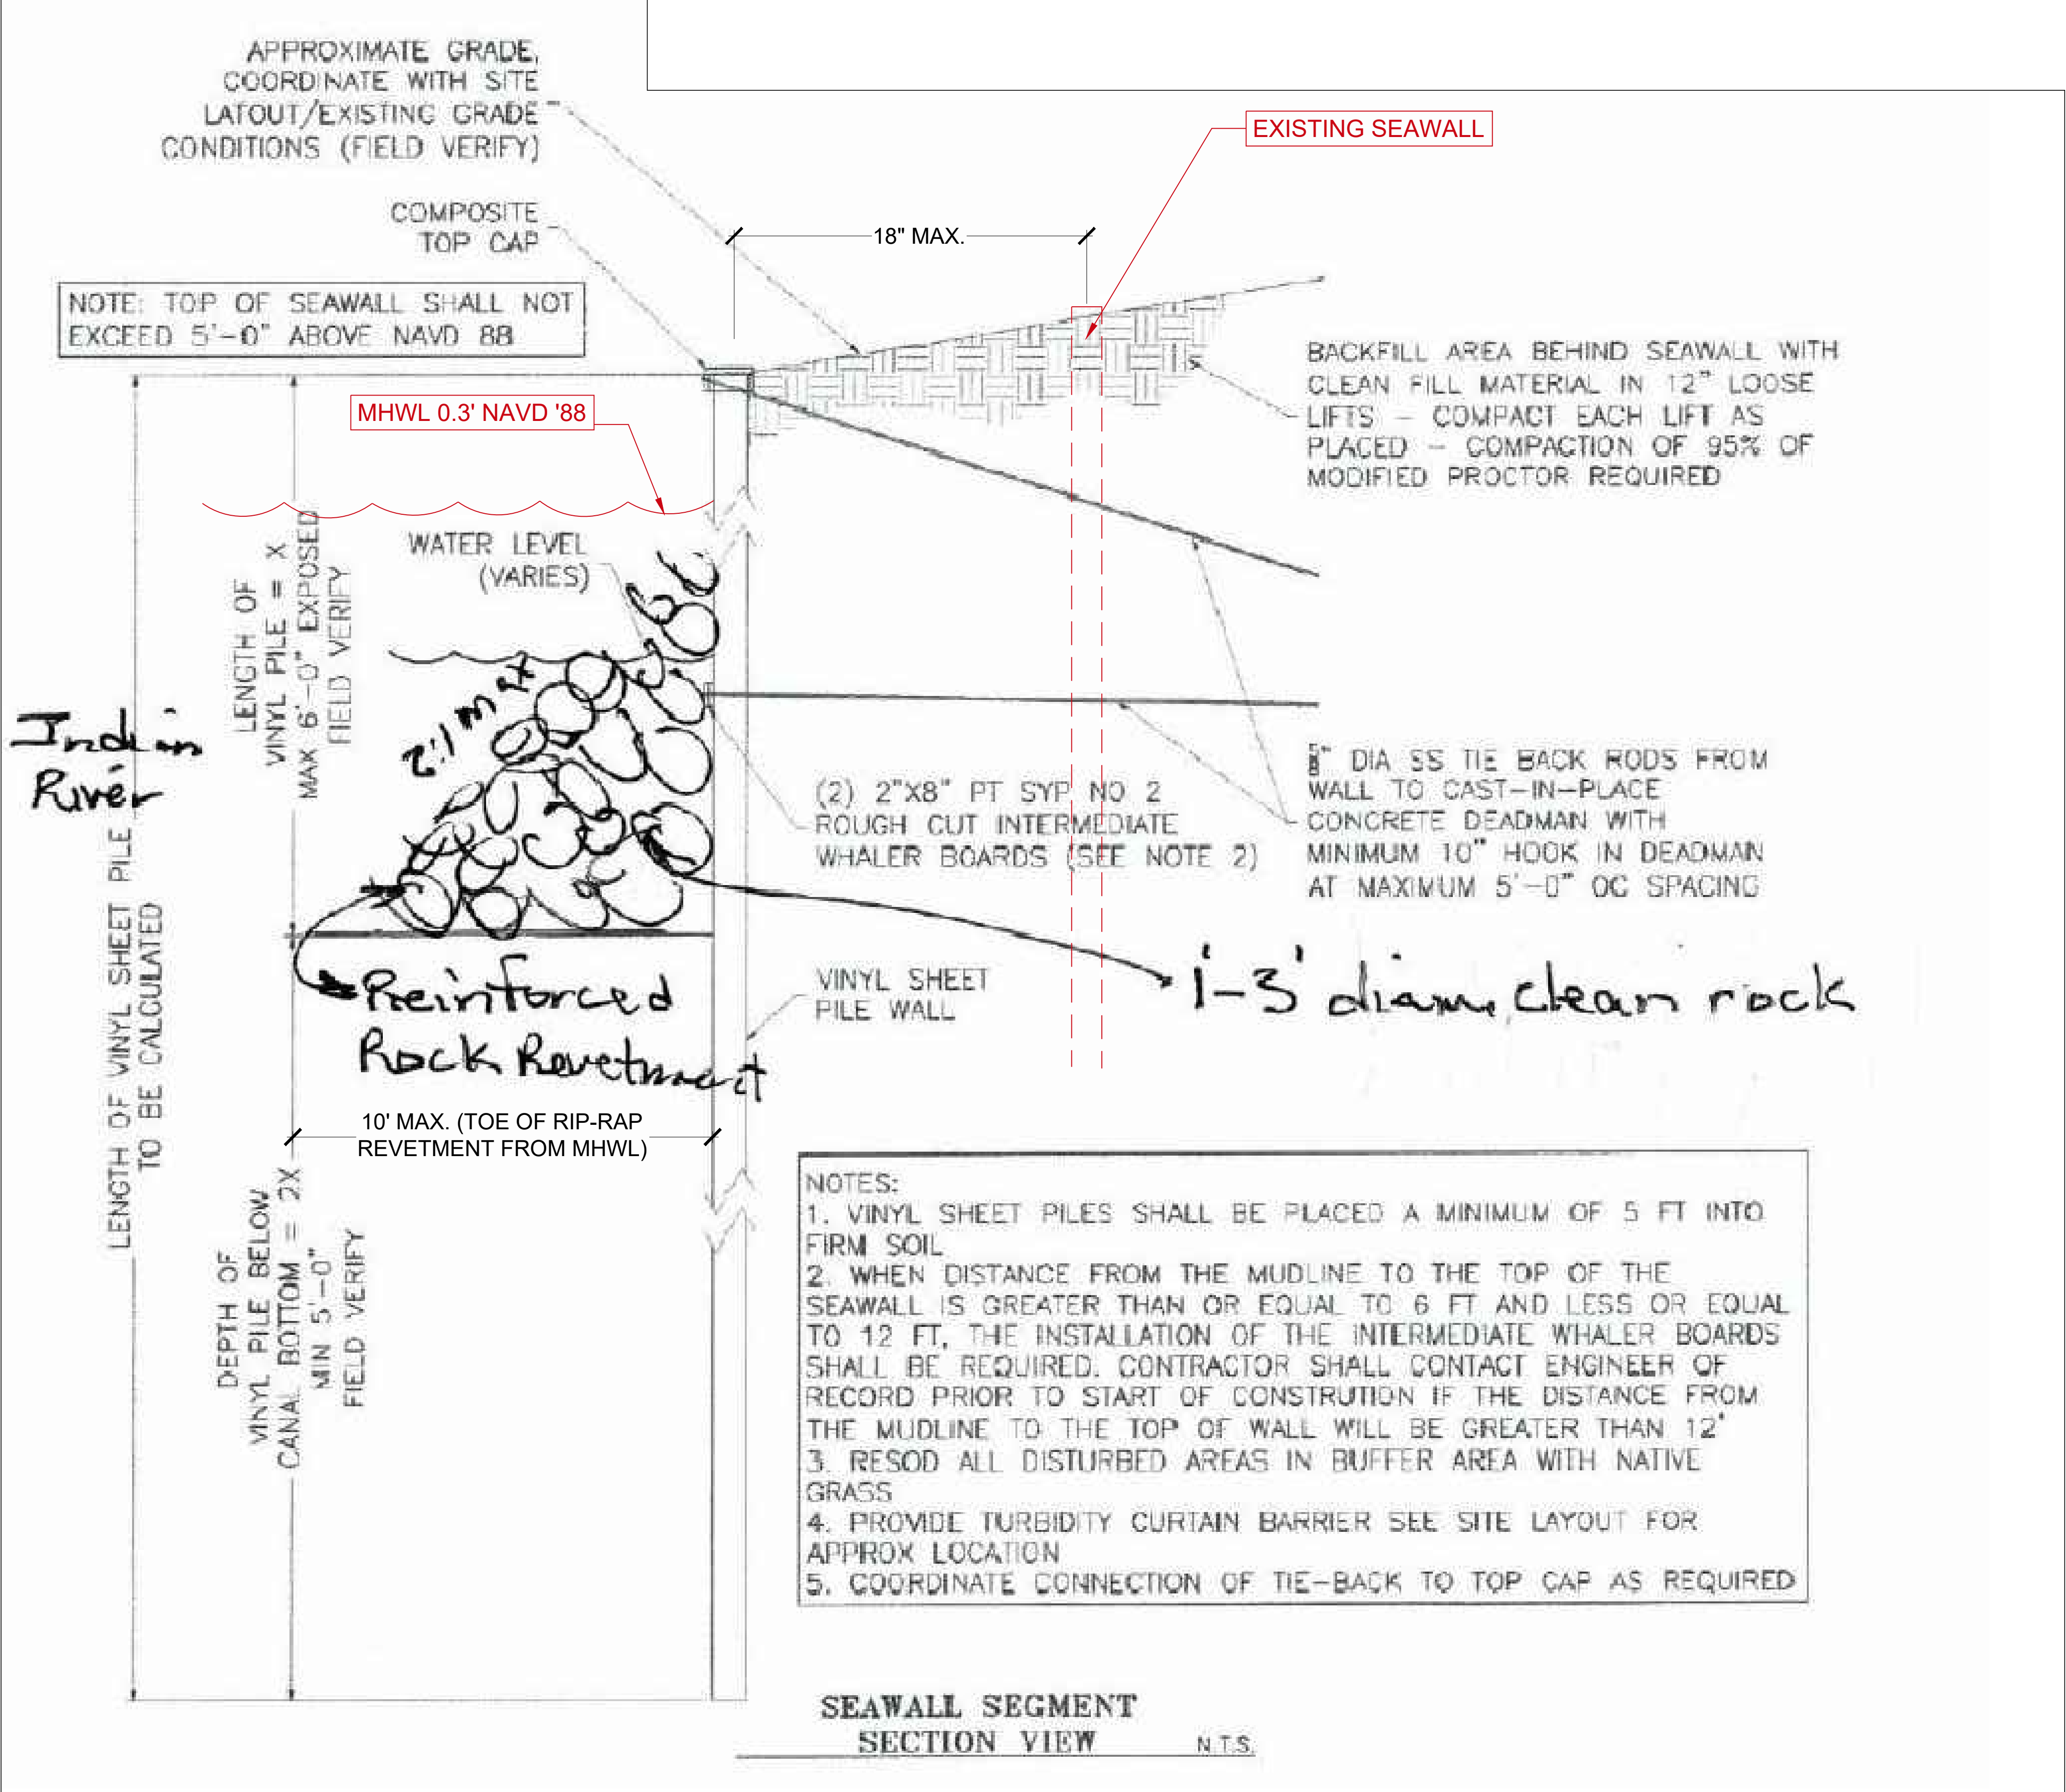 APPROXIMATE GRADE,
COORDINATE WITH SITE
LATOUT/EXISTING GRADE
CONDITIONS (FIELD VERIFY)
EXISTING SEAWALL
COMPOSITE
TOP CAP
18" MAX.
NOTE: TOP OF SEAWALL SHALL NOT
EXCEED 5'-0" ABOVE NAVD 88
MHWL 0.3' NAVD '88
BACKFILL AREA BEHIND SEAWALL WITH
CLEAN FILL MATERIAL IN 12" LOOSE
LIFTS - COMPACT EACH LIFT AS
PLACED - COMPACTION OF 95% OF
MODIFIED PROCTOR REQUIRED
WATER LEVEL
(VARIES)
LENGTH OF
VINYL PILE = X
MAX 6'-0" EXPOSED
FIELD VERIFY
2:1 max
Indian
River
(2) 2"X8" PT SYP NO 2
ROUGH CUT INTERMEDIATE
WHALER BOARDS (SEE NOTE 2)
DIA SS TIE BACK RODS FROM
WALL TO CAST-IN-PLACE
CONCRETE DEADMAN WITH
MINIMUM 10" HOOK IN DEADMAN
AT MAXIMUM 5'-0" OC SPACING
LENGTH OF VINYL SHEET PILE
TO BE CALCULATED
Reinforced
Rock Revetment
VINYL SHEET
PILE WALL
1'-3' diam. clean rock
10' MAX. (TOE OF RIP-RAP
REVETMENT FROM MHWL)
DEPTH OF
VINYL PILE BELOW
CANAL BOTTOM = 2X
MIN 5'-0"
FIELD VERIFY
NOTES:
1. VINYL SHEET PILES SHALL BE PLACED A MINIMUM OF 5 FT INTO
FIRM SOIL
2. WHEN DISTANCE FROM THE MUDLINE TO THE TOP OF THE
SEAWALL IS GREATER THAN OR EQUAL TO 6 FT AND LESS OR EQUAL
TO 12 FT, THE INSTALLATION OF THE INTERMEDIATE WHALER BOARDS
SHALL BE REQUIRED. CONTRACTOR SHALL CONTACT ENGINEER OF
RECORD PRIOR TO START OF CONSTRUTION IF THE DISTANCE FROM
THE MUDLINE TO THE TOP OF WALL WILL BE GREATER THAN 12'
3. RESOD ALL DISTURBED AREAS IN BUFFER AREA WITH NATIVE
GRASS
4. PROVIDE TURBIDITY CURTAIN BARRIER SEE SITE LAYOUT FOR
APPROX LOCATION
5. COORDINATE CONNECTION OF TIE-BACK TO TOP CAP AS REQUIRED
SEAWALL SEGMENT
SECTION VIEW N.T.S.